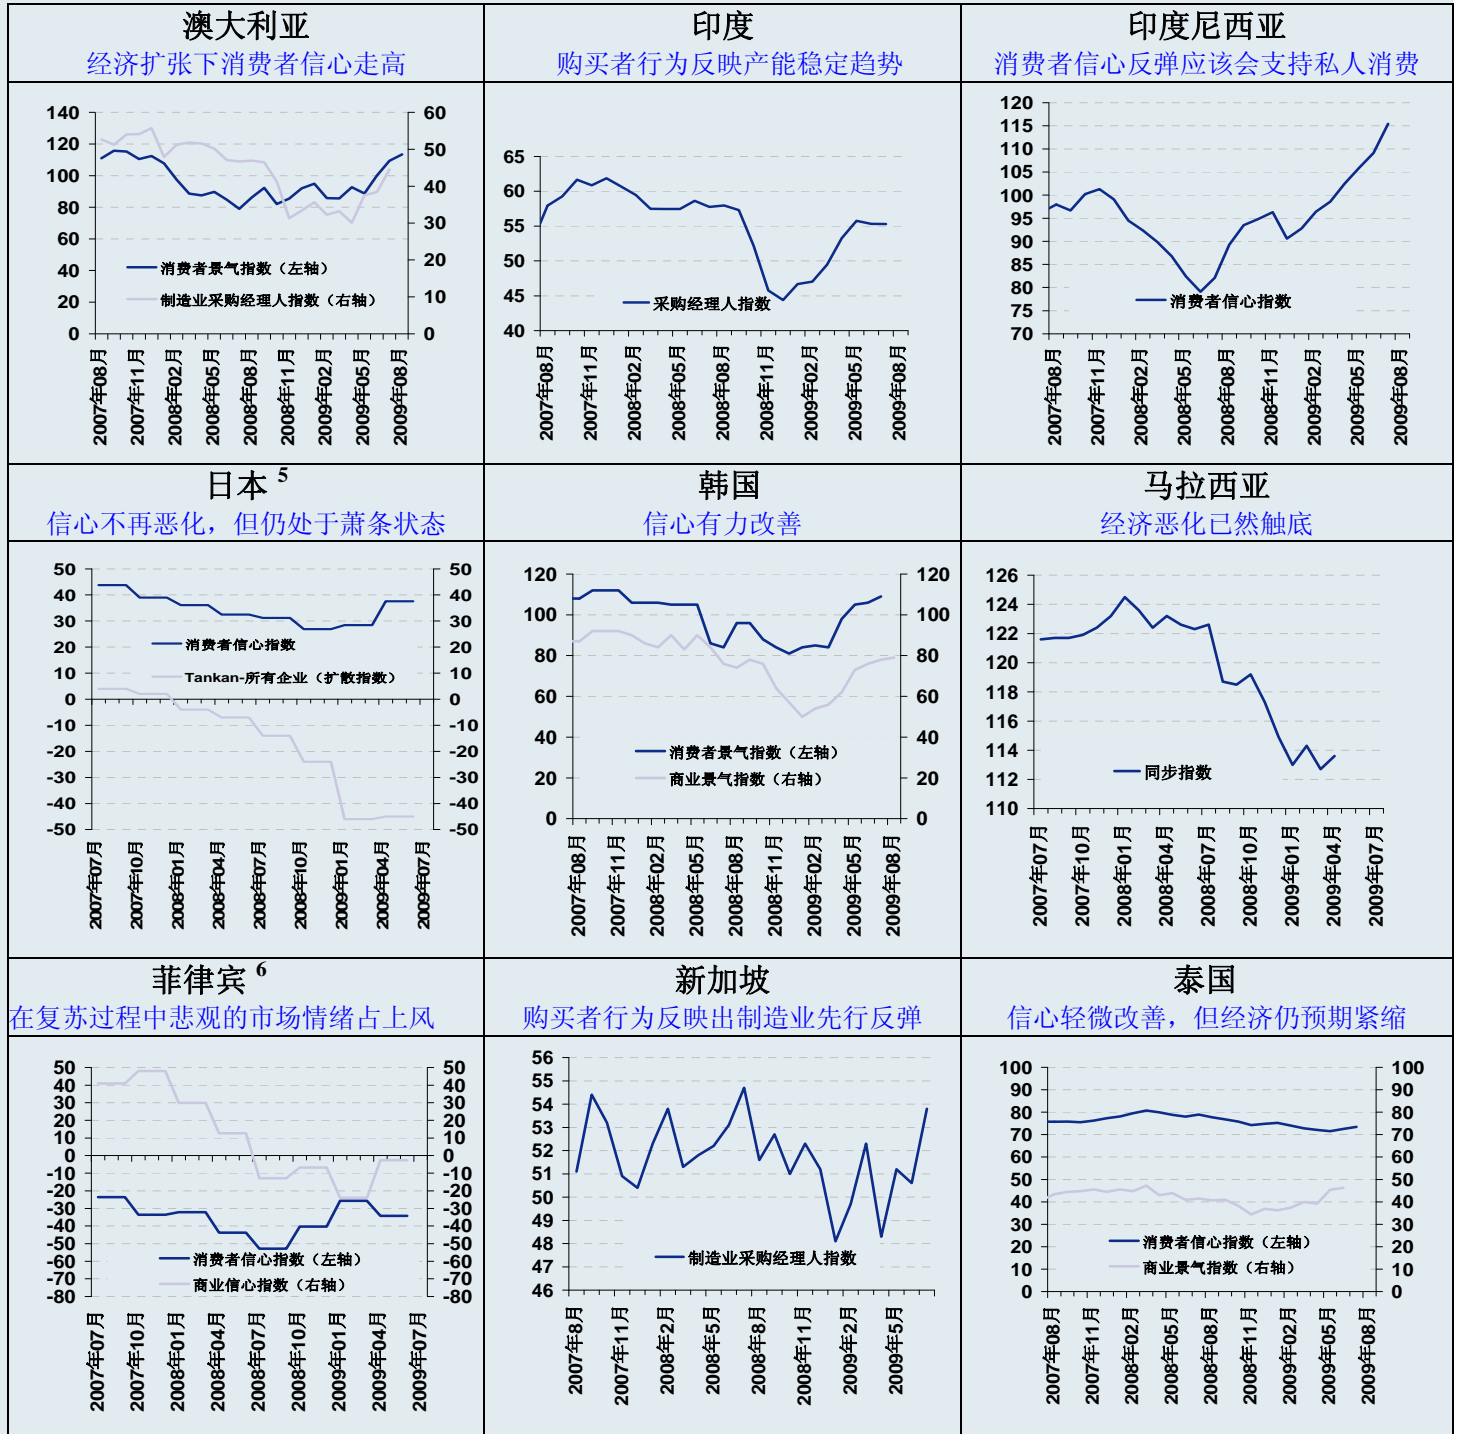 澳大利亚
经济扩张下消费者信心走高
140
120
100
80
60
40
20
0
60
50
40
30
20
10
0
消费者景气指数（左轴）
制造业采购经理人指数（右轴）
2007年08月
2007年11月
2008年02月
2008年05月
2008年08月
2008年11月
2009年02月
2009年05月
2009年08月
印度
购买者行为反映产能稳定趋势
65
60
55
50
45
40
采购经理人指数
2007年08月
2007年11月
2008年02月
2008年05月
2008年08月
2008年11月
2009年02月
2009年05月
2009年08月
印度尼西亚
消费者信心反弹应该会支持私人消费
120
115
110
105
100
95
90
85
80
75
70
消费者信心指数
2007年08月
2007年11月
2008年02月
2008年05月
2008年08月
2008年11月
2009年02月
2009年05月
2009年08月
日本 5
信心不再恶化，但仍处于萧条状态
50
40
30
20
10
0
-10
-20
-30
-40
-50
50
40
30
20
10
0
-10
-20
-30
-40
-50
消费者信心指数
Tankan-所有企业（扩散指数）
2007年07月
2007年10月
2008年01月
2008年04月
2008年07月
2008年10月
2009年01月
2009年04月
2009年07月
韩国
信心有力改善
120
100
80
60
40
20
0
120
100
80
60
40
20
0
消费者景气指数（左轴）
商业景气指数（右轴）
2007年08月
2007年11月
2008年02月
2008年05月
2008年08月
2008年11月
2009年02月
2009年05月
2009年08月
马拉西亚
经济恶化已然触底
126
124
122
120
118
116
114
112
110
同步指数
2007年07月
2007年10月
2008年01月
2008年04月
2008年07月
2008年10月
2009年01月
2009年04月
2009年07月
菲律宾 6
在复苏过程中悲观的市场情绪占上风
50
40
30
20
10
0
-10
-20
-30
-40
-50
-60
-70
-80
50
40
30
20
10
0
-10
-20
-30
-40
-50
-60
-70
-80
消费者信心指数（左轴）
商业信心指数（右轴）
2007年07月
2007年10月
2008年01月
2008年04月
2008年07月
2008年10月
2009年01月
2009年04月
2009年07月
新加坡
购买者行为反映出制造业先行反弹
56
55
54
53
52
51
50
49
48
47
46
制造业采购经理人指数
2007年8月
2007年11月
2008年2月
2008年5月
2008年8月
2008年11月
2009年2月
2009年5月
泰国
信心轻微改善，但经济仍预期紧缩
100
90
80
70
60
50
40
30
20
10
0
100
90
80
70
60
50
40
30
20
10
0
消费者信心指数（左轴）
商业景气指数（右轴）
2007年08月
2007年11月
2008年02月
2008年05月
2008年08月
2008年11月
2009年02月
2009年05月
2009年08月